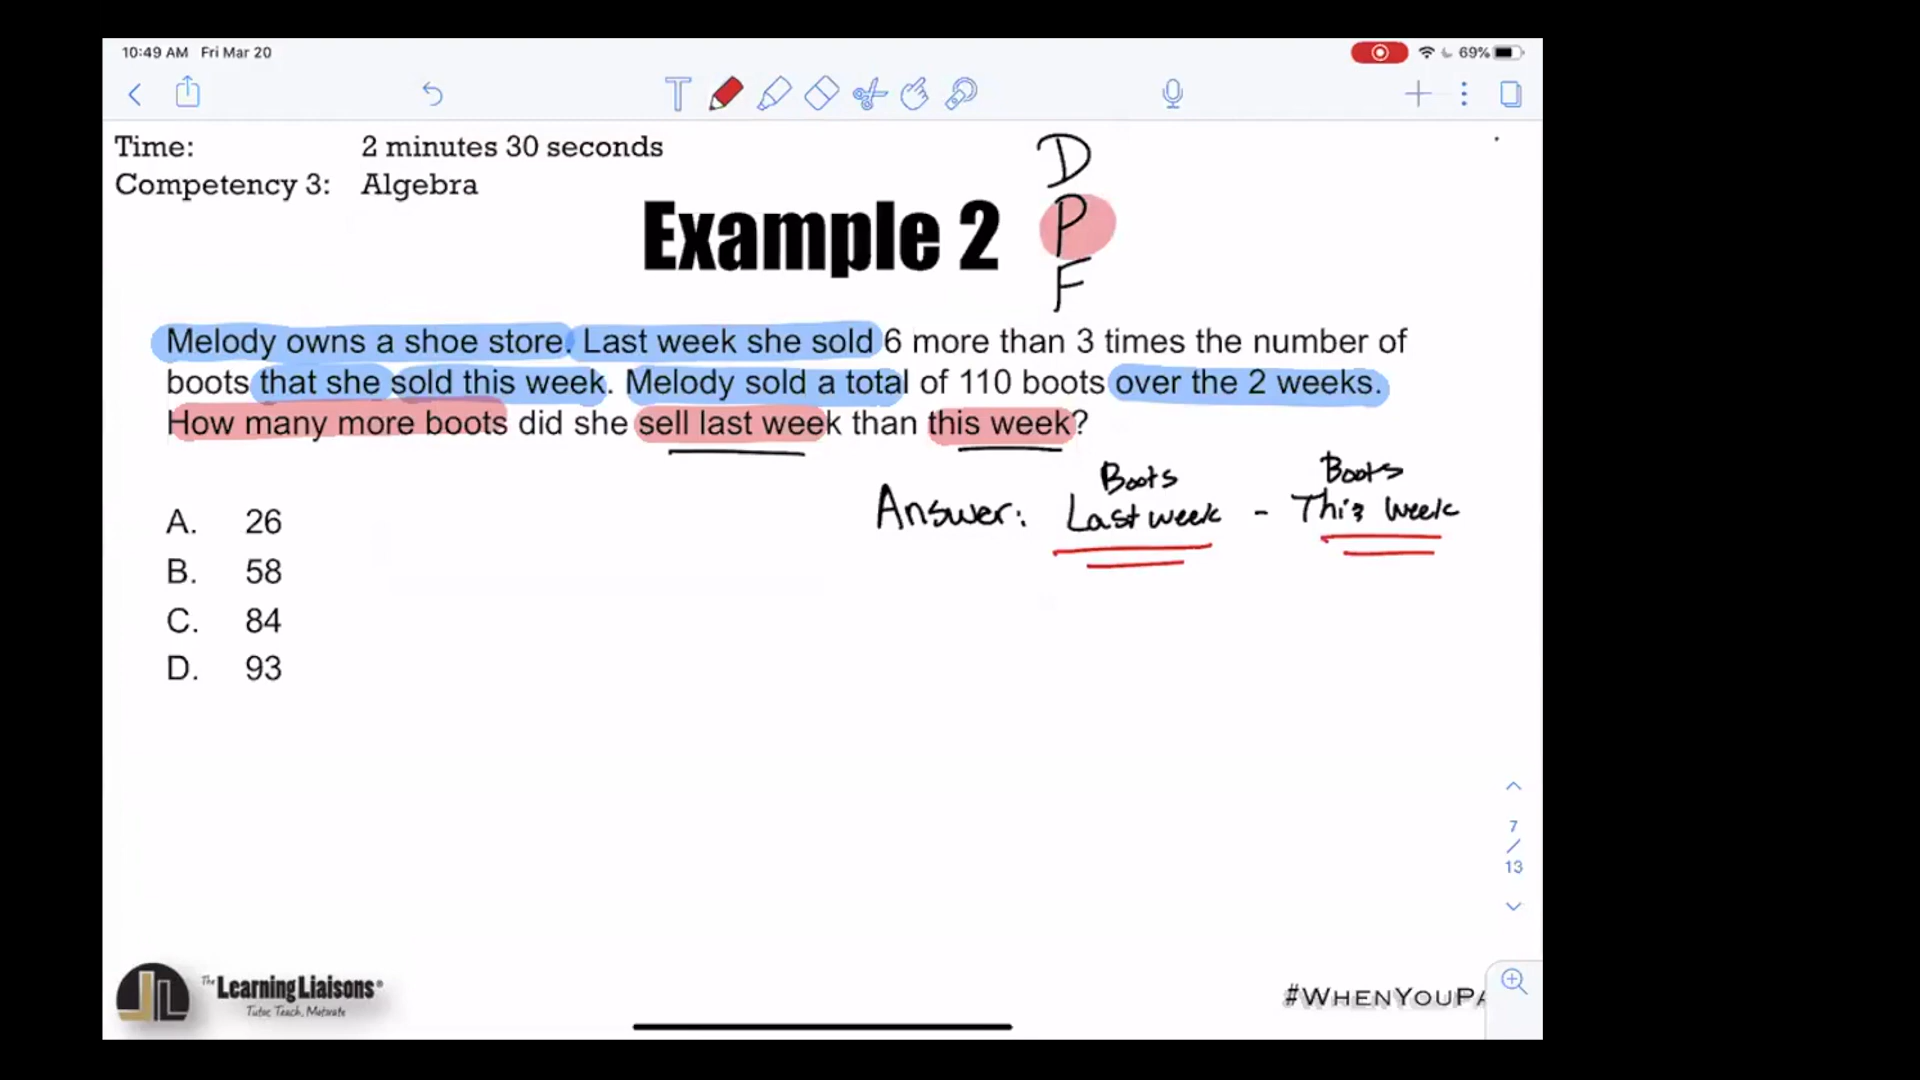 10:49 AM Fri Mar 20
69%
Time: 2 minutes 30 seconds
Competency 3: Algebra
D
P
F
Example 2
Melody owns a shoe store. Last week she sold 6 more than 3 times the number of
boots that she sold this week. Melody sold a total of 110 boots over the 2 weeks.
How many more boots did she sell last week than this week?
Boots Boots
Answer: Last week - This week
A. 26
B. 58
C. 84
D. 93
7
/
13
The Learning Liaisons®
Tutor, Teach, Motivate
#WHENYOUPA